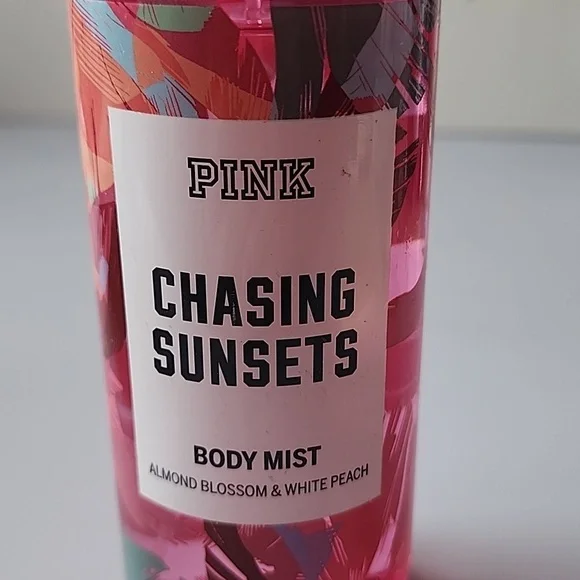 PINK
CHASING
SUNSETS
BODY MIST
ALMOND BLOSSOM & WHITE PEACH